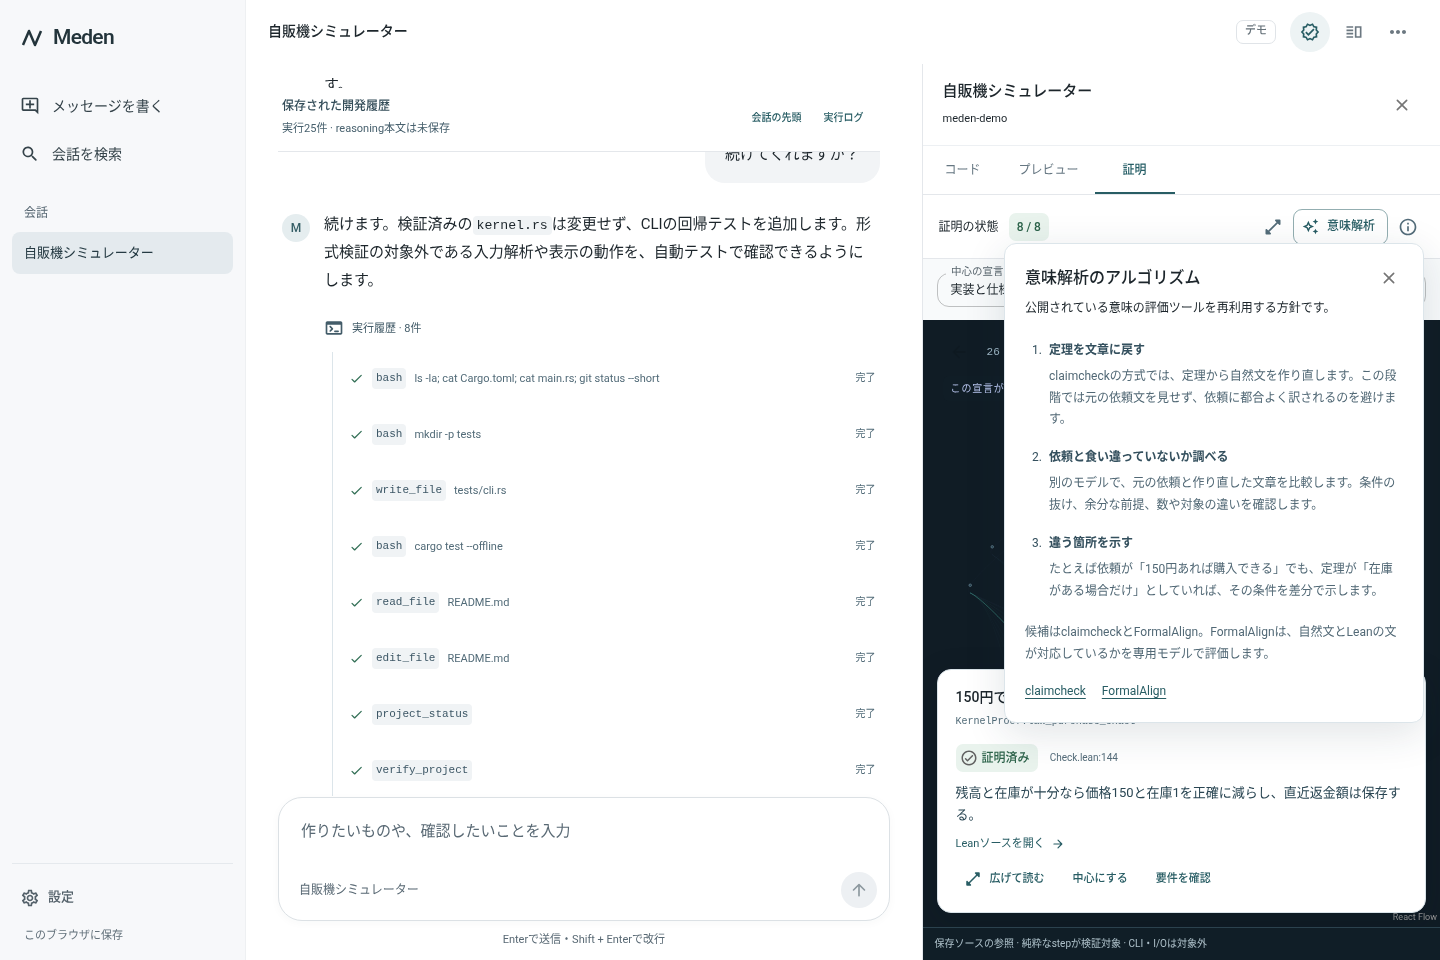 Meden
メッセージを書く
会話を検索
会話
自販機シミュレーター
設定
このブラウザに保存
自販機シミュレーター
デモ
す。
保存された開発履歴
実行25件 · reasoning本文は未保存
会話の先頭
実行ログ
続けてくれますか？
M
続けます。検証済みの kernel.rs は変更せず、CLIの回帰テストを追加します。形
式検証の対象外である入力解析や表示の動作を、自動テストで確認できるように
します。
実行履歴 · 8件
bash ls -la; cat Cargo.toml; cat main.rs; git status --short 完了
bash mkdir -p tests 完了
write_file tests/cli.rs 完了
bash cargo test --offline 完了
read_file README.md 完了
edit_file README.md 完了
project_status 完了
verify_project 完了
作りたいものや、確認したいことを入力
自販機シミュレーター
Enterで送信・Shift + Enterで改行
自販機シミュレーター
meden-demo
コード
プレビュー
証明
証明の状態
8 / 8
意味解析
中心の宣言
実装と仕様
26
この宣言が
意味解析のアルゴリズム
公開されている意味の評価ツールを再利用する方針です。
1. 定理を文章に戻す
claimcheckの方式では、定理から自然文を作り直します。この段
階では元の依頼文を見せず、依頼に都合よく訳されるのを避けま
す。
2. 依頼と食い違っていないか調べる
別のモデルで、元の依頼と作り直した文章を比較します。条件の
抜け、余分な前提、数や対象の違いを確認します。
3. 違う箇所を示す
たとえば依頼が「150円あれば購入できる」でも、定理が「在庫
がある場合だけ」としていれば、その条件を差分で示します。
候補はclaimcheckとFormalAlign。FormalAlignは、自然文とLeanの文
が対応しているかを専用モデルで評価します。
claimcheck
FormalAlign
150円で
証明済み
Check.lean:144
残高と在庫が十分なら価格150と在庫1を正確に減らし、直近返金額は保存す
る。
Leanソースを開く
広げて読む
中心にする
要件を確認
React Flow
保存ソースの参照 · 純粋なstepが検証対象 · CLI・I/Oは対象外